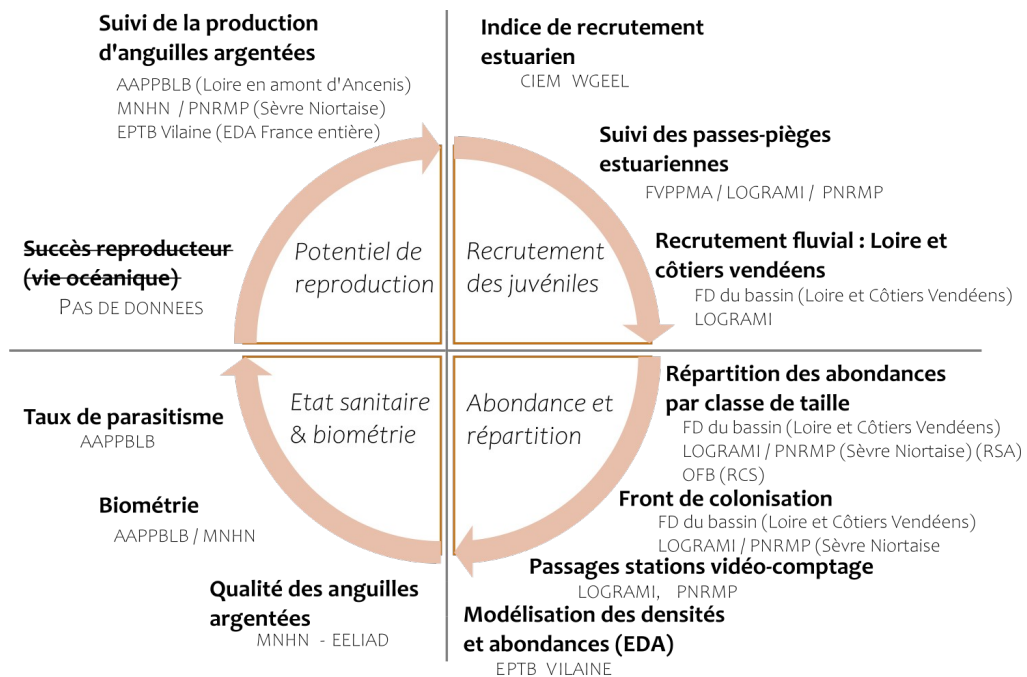 Suivi de la production
d'anguilles argentées
AAPPBLB (Loire en amont d'Ancenis)
MNHN / PNRMP (Sèvre Niortaise)
EPTB Vilaine (EDA France entière)
Indice de recrutement
estuarien
CIEM WGEEL
Suivi des passes-pièges
estuariennes
FVPPMA / LOGRAMI / PNRMP
Succès reproducteur
(vie océanique)
PAS DE DONNEES
Potentiel de
reproduction
Recrutement
des juvéniles
Recrutement fluvial : Loire et
côtiers vendéens
FD du bassin (Loire et Côtiers Vendéens)
LOGRAMI
Taux de parasitisme
AAPPBLB
Etat sanitaire
& biométrie
Abondance et
répartition
Répartition des abondances
par classe de taille
FD du bassin (Loire et Côtiers Vendéens)
LOGRAMI / PNRMP (Sèvre Niortaise) (RSA)
OFB (RCS)
Biométrie
AAPPBLB / MNHN
Front de colonisation
FD du bassin (Loire et Côtiers Vendéens)
LOGRAMI / PNRMP (Sèvre Niortaise
Qualité des anguilles
argentées
MNHN - EELIAD
Passages stations vidéo-comptage
LOGRAMI, PNRMP
Modélisation des densités
et abondances (EDA)
EPTB VILAINE